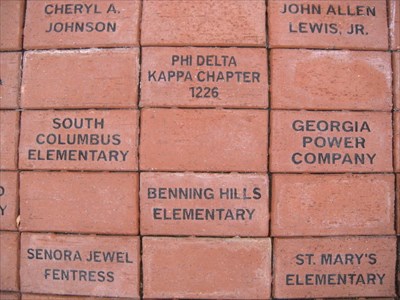 CHERYL A.
JOHNSON
JOHN ALLEN
LEWIS, JR.
PHI DELTA
KAPPA CHAPTER
1226
SOUTH
COLUMBUS
ELEMENTARY
GEORGIA
POWER
COMPANY
BENNING HILLS
ELEMENTARY
SENORA JEWEL
FENTRESS
ST. MARY'S
ELEMENTARY